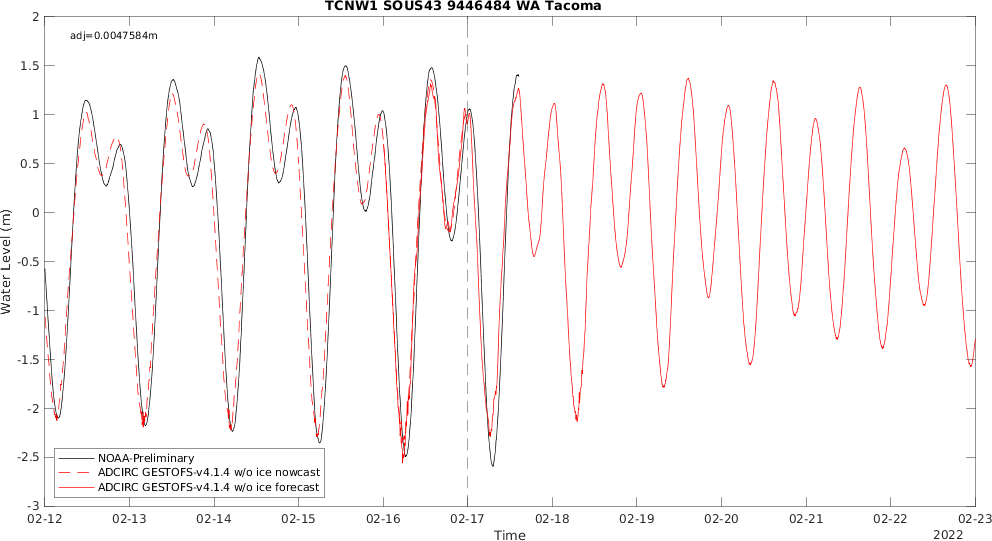 TCNW1 SOUS43 9446484 WA Tacoma
adj=0.0047584m
2
1.5
1
0.5
0
-0.5
-1
-1.5
-2
-2.5
-3
Water Level (m)
NOAA-Preliminary
ADCIRC GESTOFS-v4.1.4 w/o ice nowcast
ADCIRC GESTOFS-v4.1.4 w/o ice forecast
02-12 02-13 02-14 02-15 02-16 02-17 02-18 02-19 02-20 02-21 02-22 02-23
Time
2022